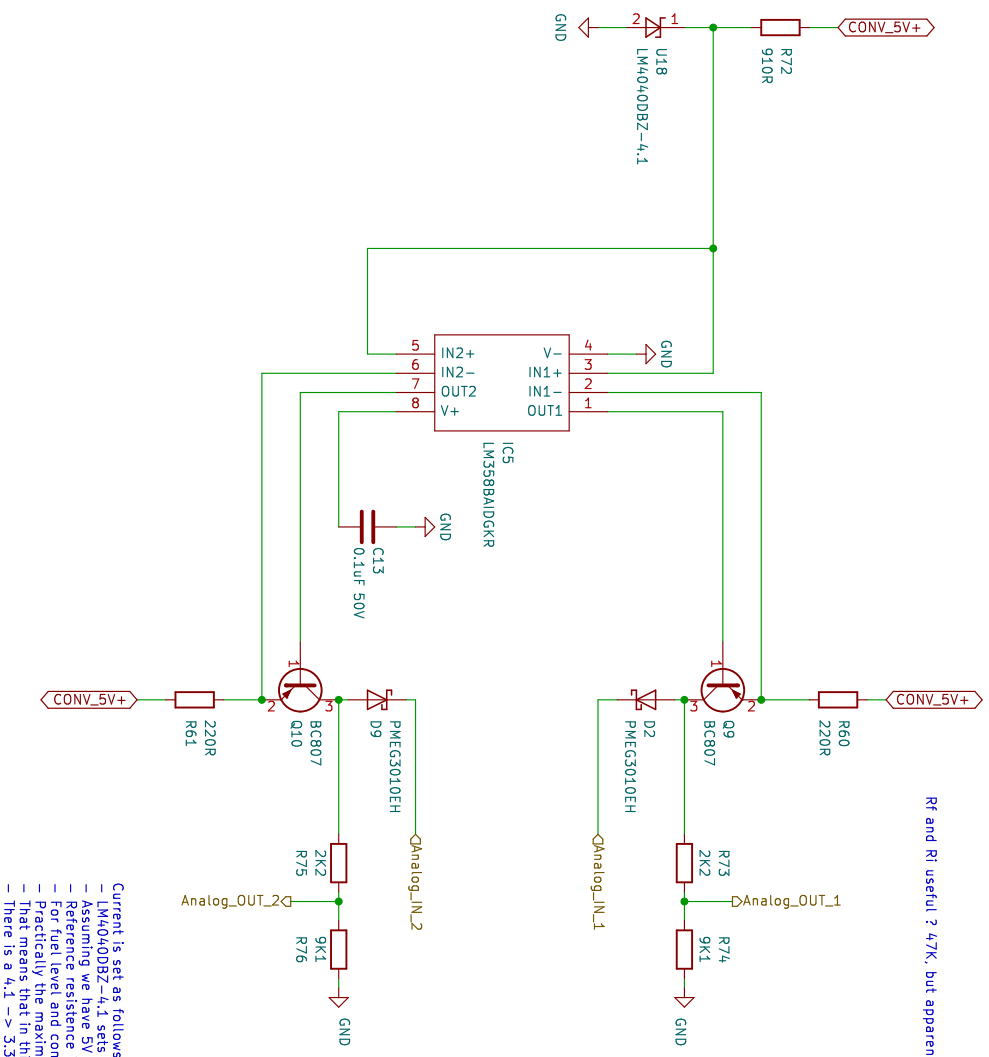 CONV_5V+
R72
910R
1
2
U18
LM4040DBZ-4.1
GND
5
6
7
8
IN2+
IN2-
OUT2
V+
V-
IN1+
IN1-
OUT1
4
3
2
1
GND
IC5
LM358BAIDGKR
GND
C13
0.1uF 50V
CONV_5V+
R61
220R
1
2
3
Q10
BC807
D9
PMEG3010EH
D2
PMEG3010EH
1
3
2
Q9
BC807
R60
220R
CONV_5V+
R75
2K2
Analog_IN_2
Analog_OUT_2
R76
9K1
GND
Analog_IN_1
R73
2K2
Analog_OUT_1
R74
9K1
GND
Rf and Ri useful ? 47K, but apparen
Current is set as follows
- LM4040DBZ-4.1 sets
- Assuming we have 5V
- Reference resistence
- For fuel level and con
- Practically the maxim
- That means that in thi
- There is a 4.1 -> 3.3